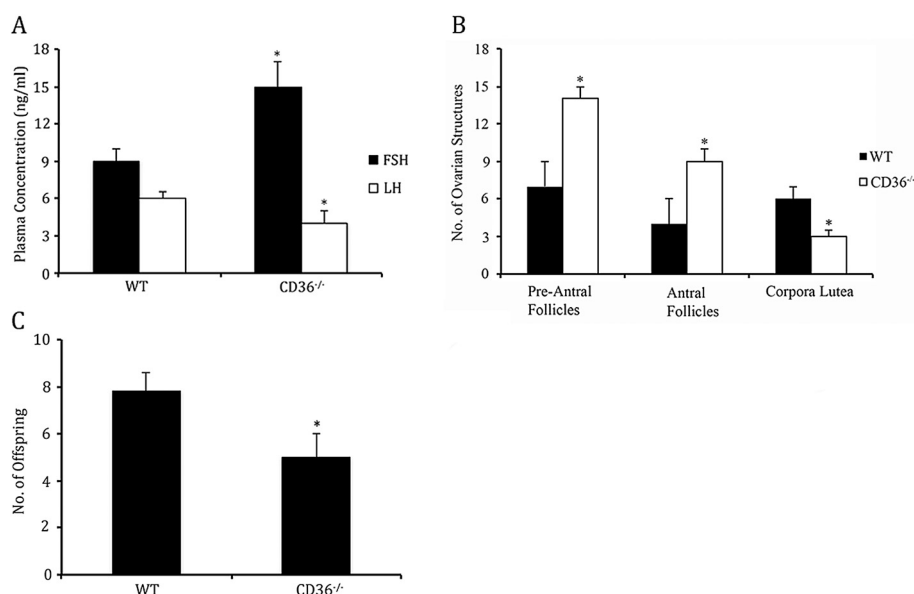 A
Plasma Concentration (ng/ml)
18
15
12
9
6
3
0
*
*
WT
CD36⁻/⁻
FSH
LH
B
No. of Ovarian Structures
18
15
12
9
6
3
0
*
*
*
Pre-Antral
Follicles
Antral
Follicles
Corpora Lutea
WT
CD36⁻/⁻
C
No. of Offspring
10
8
6
4
2
0
*
WT
CD36⁻/⁻